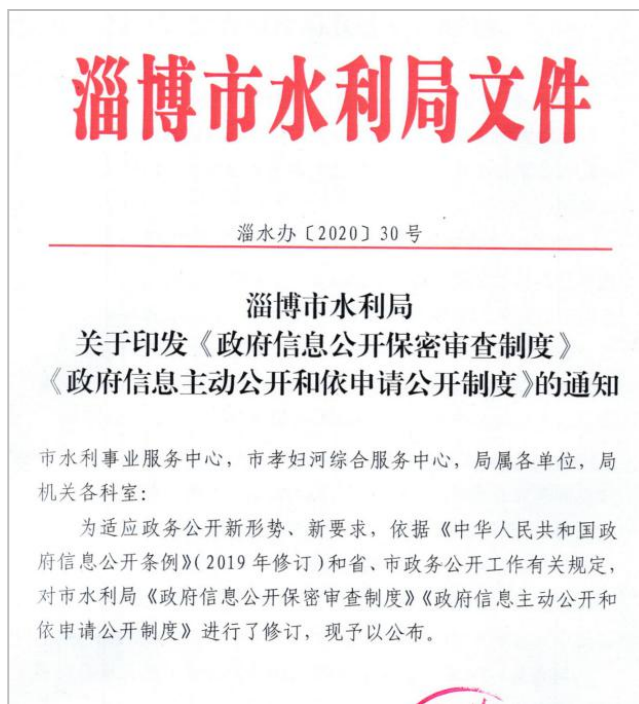 淄博市水利局文件
淄水办〔2020〕30号
淄博市水利局
关于印发《政府信息公开保密审查制度》
《政府信息主动公开和依申请公开制度》的通知
市水利事业服务中心，市孝妇河综合服务中心，局属各单位，局
机关各科室：
为适应政务公开新形势、新要求，依据《中华人民共和国政
府信息公开条例》（2019年修订）和省、市政务公开工作有关规定，
对市水利局《政府信息公开保密审查制度》《政府信息主动公开和
依申请公开制度》进行了修订，现予以公布。